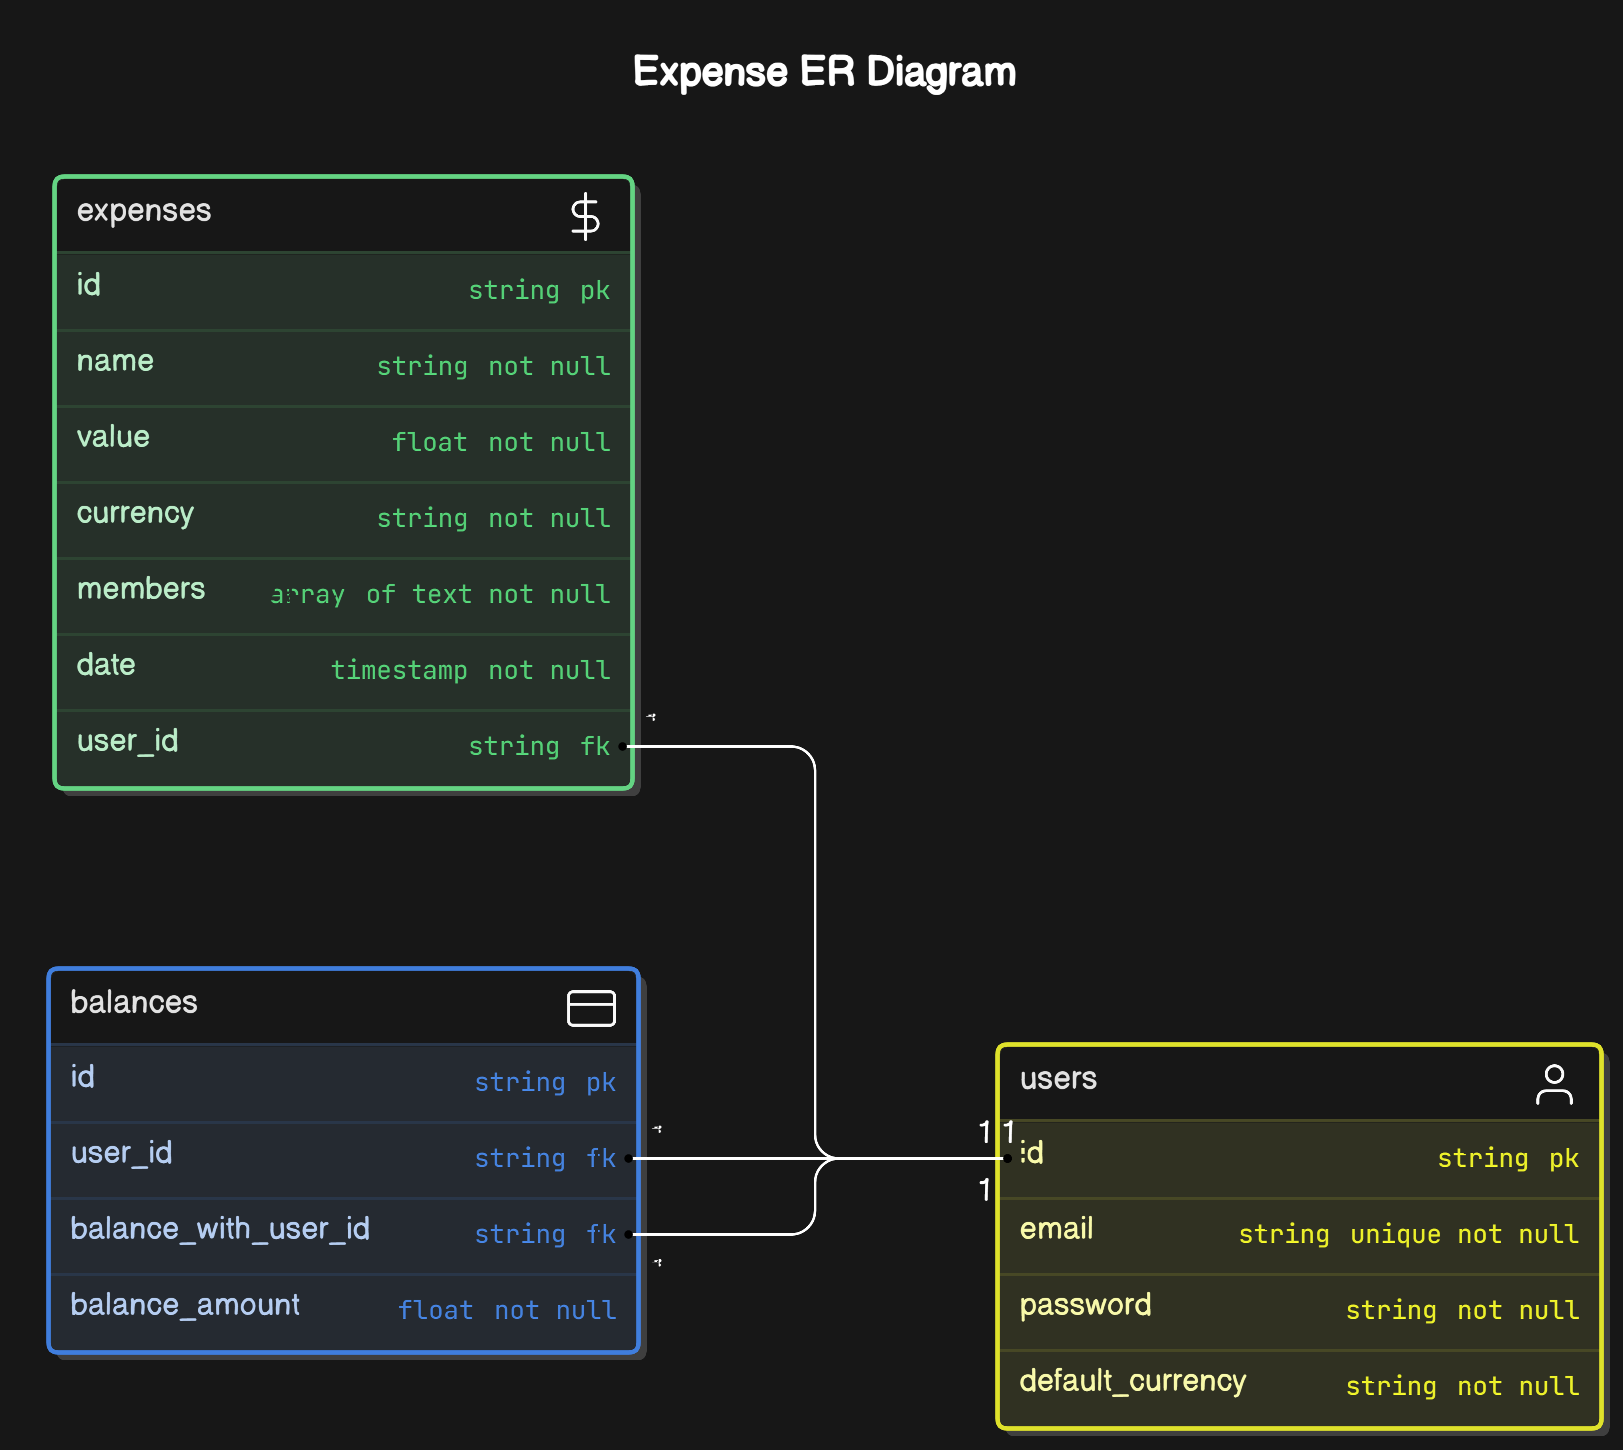 Expense ER Diagram
expenses
id string pk
name string not null
value float not null
currency string not null
members array of text not null
date timestamp not null
user_id string fk
balances
id string pk
user_id string fk
balance_with_user_id string fk
balance_amount float not null
1 1
1
users
id string pk
email string unique not null
password string not null
default_currency string not null